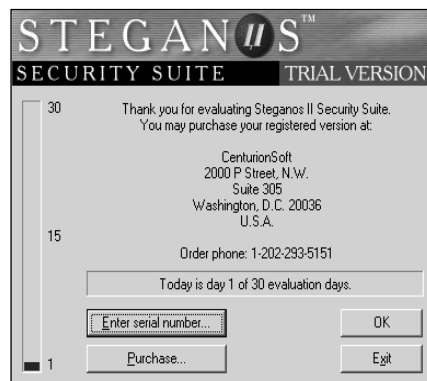 STEGANOS II™
SECURITY SUITE TRIAL VERSION
30
Thank you for evaluating Steganos II Security Suite.
You may purchase your registered version at:
CenturionSoft
2000 P Street, N.W.
Suite 305
Washington, D.C. 20036
U.S.A.
15
Order phone: 1-202-293-5151
Today is day 1 of 30 evaluation days.
Enter serial number... OK
1
Purchase... Exit